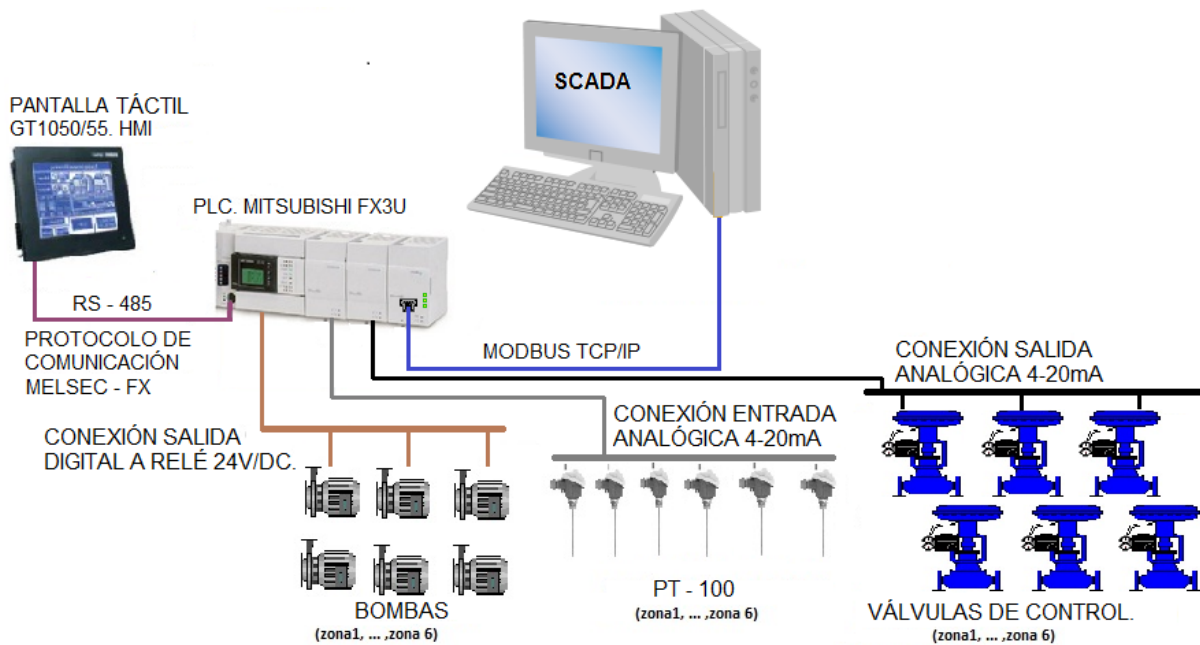 SCADA
PANTALLA TÁCTIL
GT1050/55. HMI
PLC. MITSUBISHI FX3U
RS - 485
PROTOCOLO DE
COMUNICACIÓN
MELSEC - FX
MODBUS TCP/IP
CONEXIÓN SALIDA
ANALÓGICA 4-20mA
CONEXIÓN ENTRADA
ANALÓGICA 4-20mA
CONEXIÓN SALIDA
DIGITAL A RELÉ 24V/DC.
BOMBAS
(zona1, ... ,zona 6)
PT - 100
(zona1, ... ,zona 6)
VÁLVULAS DE CONTROL.
(zona1, ... ,zona 6)